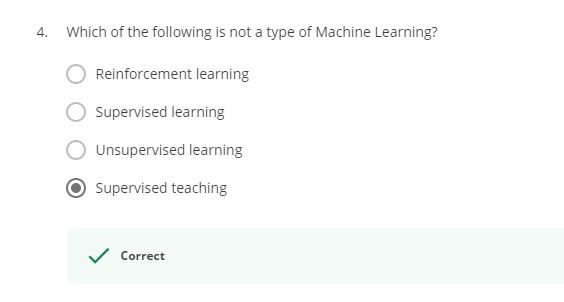 4. Which of the following is not a type of Machine Learning?
Reinforcement learning
Supervised learning
Unsupervised learning
Supervised teaching
Correct